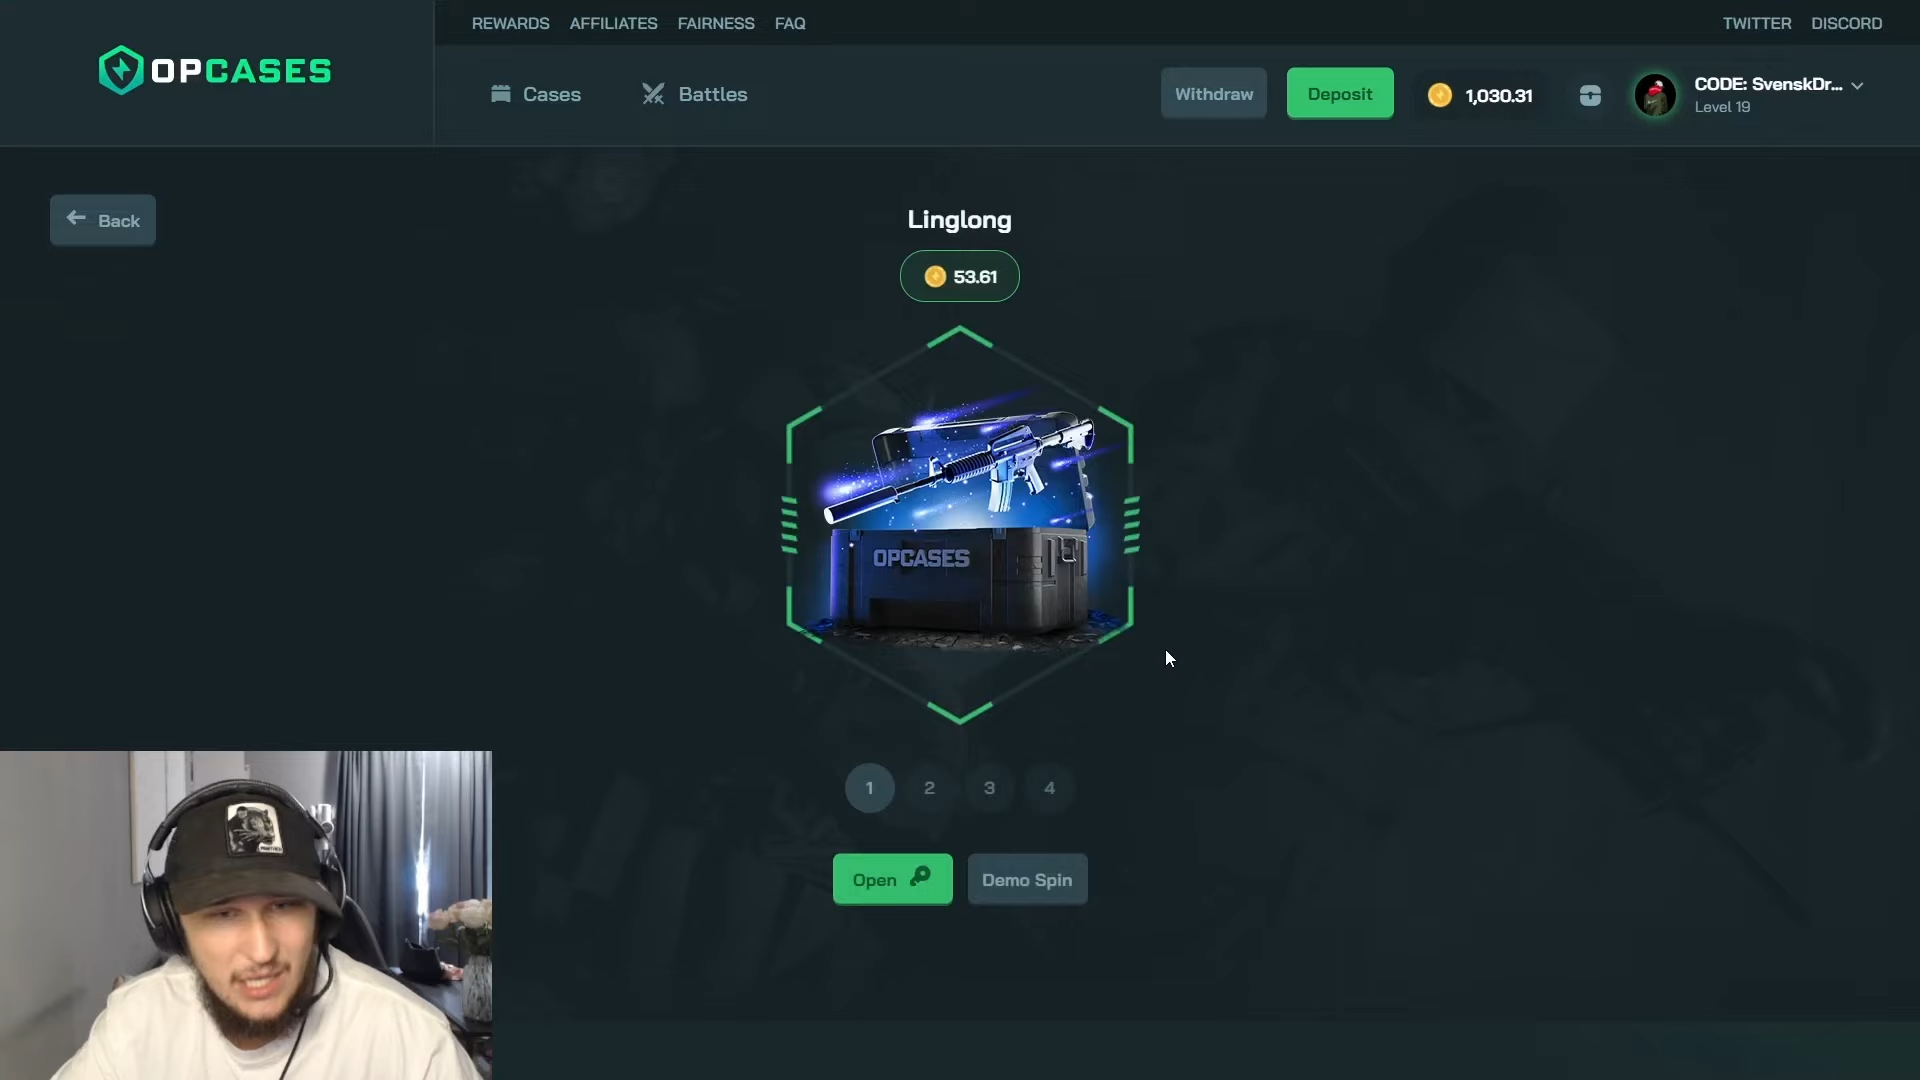 REWARDS AFFILIATES FAIRNESS FAQ
TWITTER DISCORD
OPCASES
Cases
Battles
Withdraw
Deposit
1,030.31
CODE: SvenskDr...
Level 19
Back
Linglong
53.61
OPCASES
1 2 3 4
Open
Demo Spin